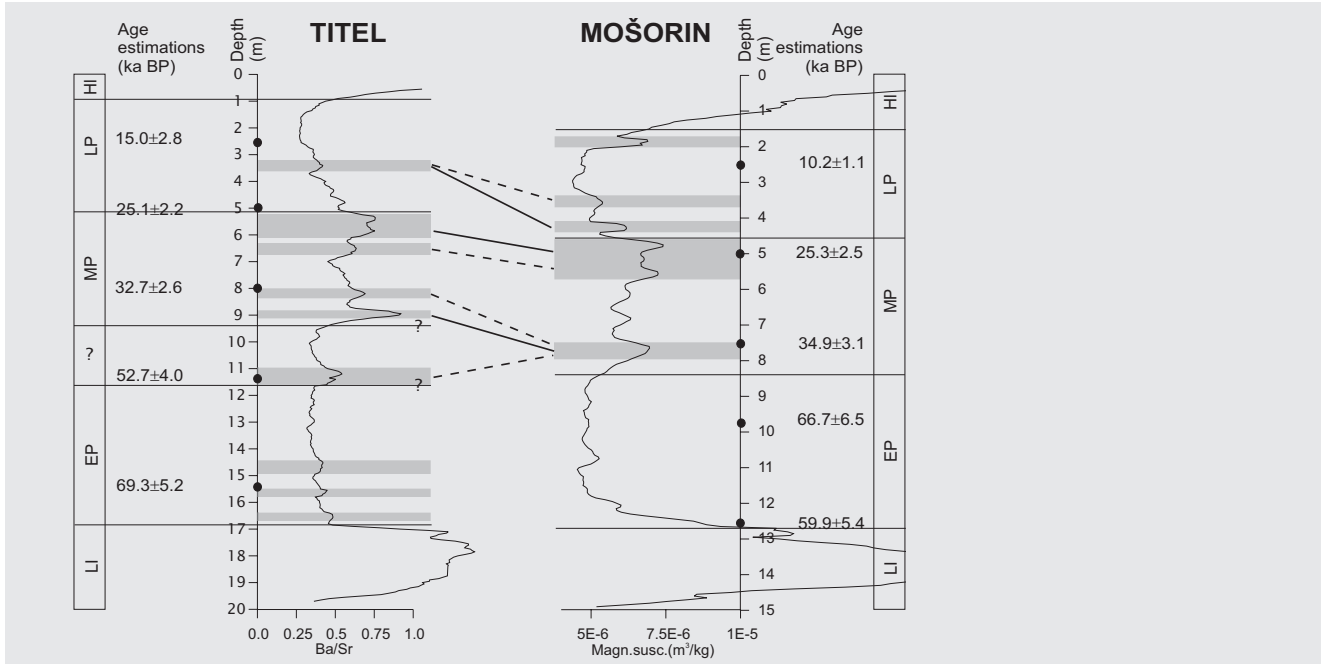 TITEL
MOŠORIN
Age
estimations
(ka BP)
Depth
(m)
Depth
(m)
Age
estimations
(ka BP)
HI
LP
MP
?
EP
LI
15.0±2.8
25.1±2.2
32.7±2.6
52.7±4.0
69.3±5.2
0
1
2
3
4
5
6
7
8
9
10
11
12
13
14
15
16
17
18
19
20
?
?
0.0 0.25 0.5 0.75 1.0
Ba/Sr
0
1
2
3
4
5
6
7
8
9
10
11
12
13
14
15
5E-6 7.5E-6 1E-5
Magn.susc.(m³/kg)
10.2±1.1
25.3±2.5
34.9±3.1
66.7±6.5
59.9±5.4
HI
LP
MP
EP
LI